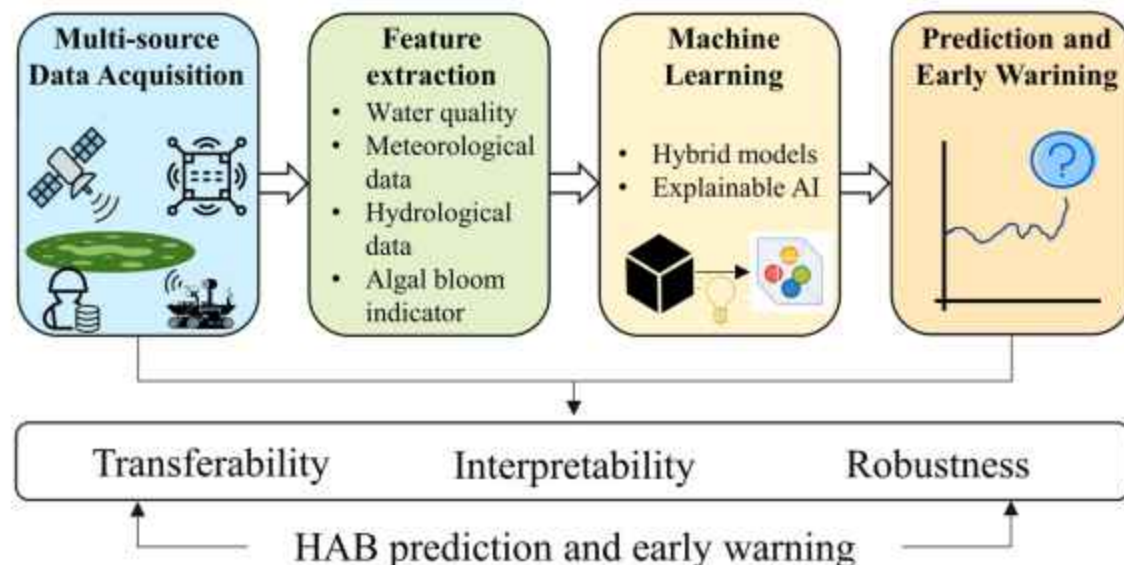 Multi-source
Data Acquisition
Feature
extraction
• Water quality
• Meteorological
data
• Hydrological
data
• Algal bloom
indicator
Machine
Learning
• Hybrid models
• Explainable AI
Prediction and
Early Warining
?
Transferability Interpretability Robustness
HAB prediction and early warning